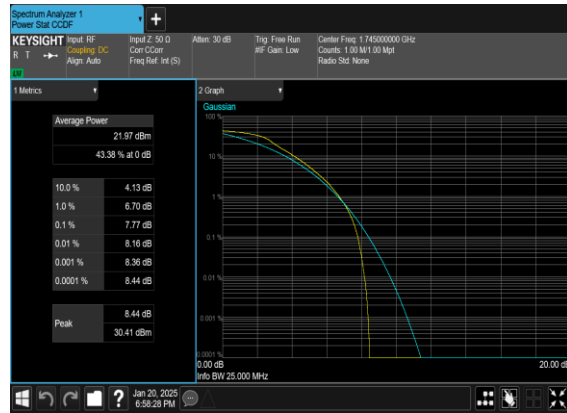 Spectrum Analyzer 1
Power Stat CCDF
KEYSIGHT
R T
Input: RF
Coupling: DC
Align: Auto
Input Z: 50 Ω
Corr CCorr
Freq Ref: Int (S)
Atten: 30 dB
Trig: Free Run
#IF Gain: Low
Center Freq: 1.745000000 GHz
Counts: 1.00 M/1.00 Mpt
Radio Std: None
1 Metrics
Average Power
21.97 dBm
43.38 % at 0 dB
10.0 % 4.13 dB
1.0 % 6.70 dB
0.1 % 7.77 dB
0.01 % 8.16 dB
0.001 % 8.36 dB
0.0001 % 8.44 dB
Peak
8.44 dB
30.41 dBm
2 Graph
Gaussian
100 %
10 %
1 %
0.1 %
0.01 %
0.001 %
0.0001 %
0.00 dB
20.00 dB
Info BW 25.000 MHz
?
Jan 20, 2025
6:58:28 PM